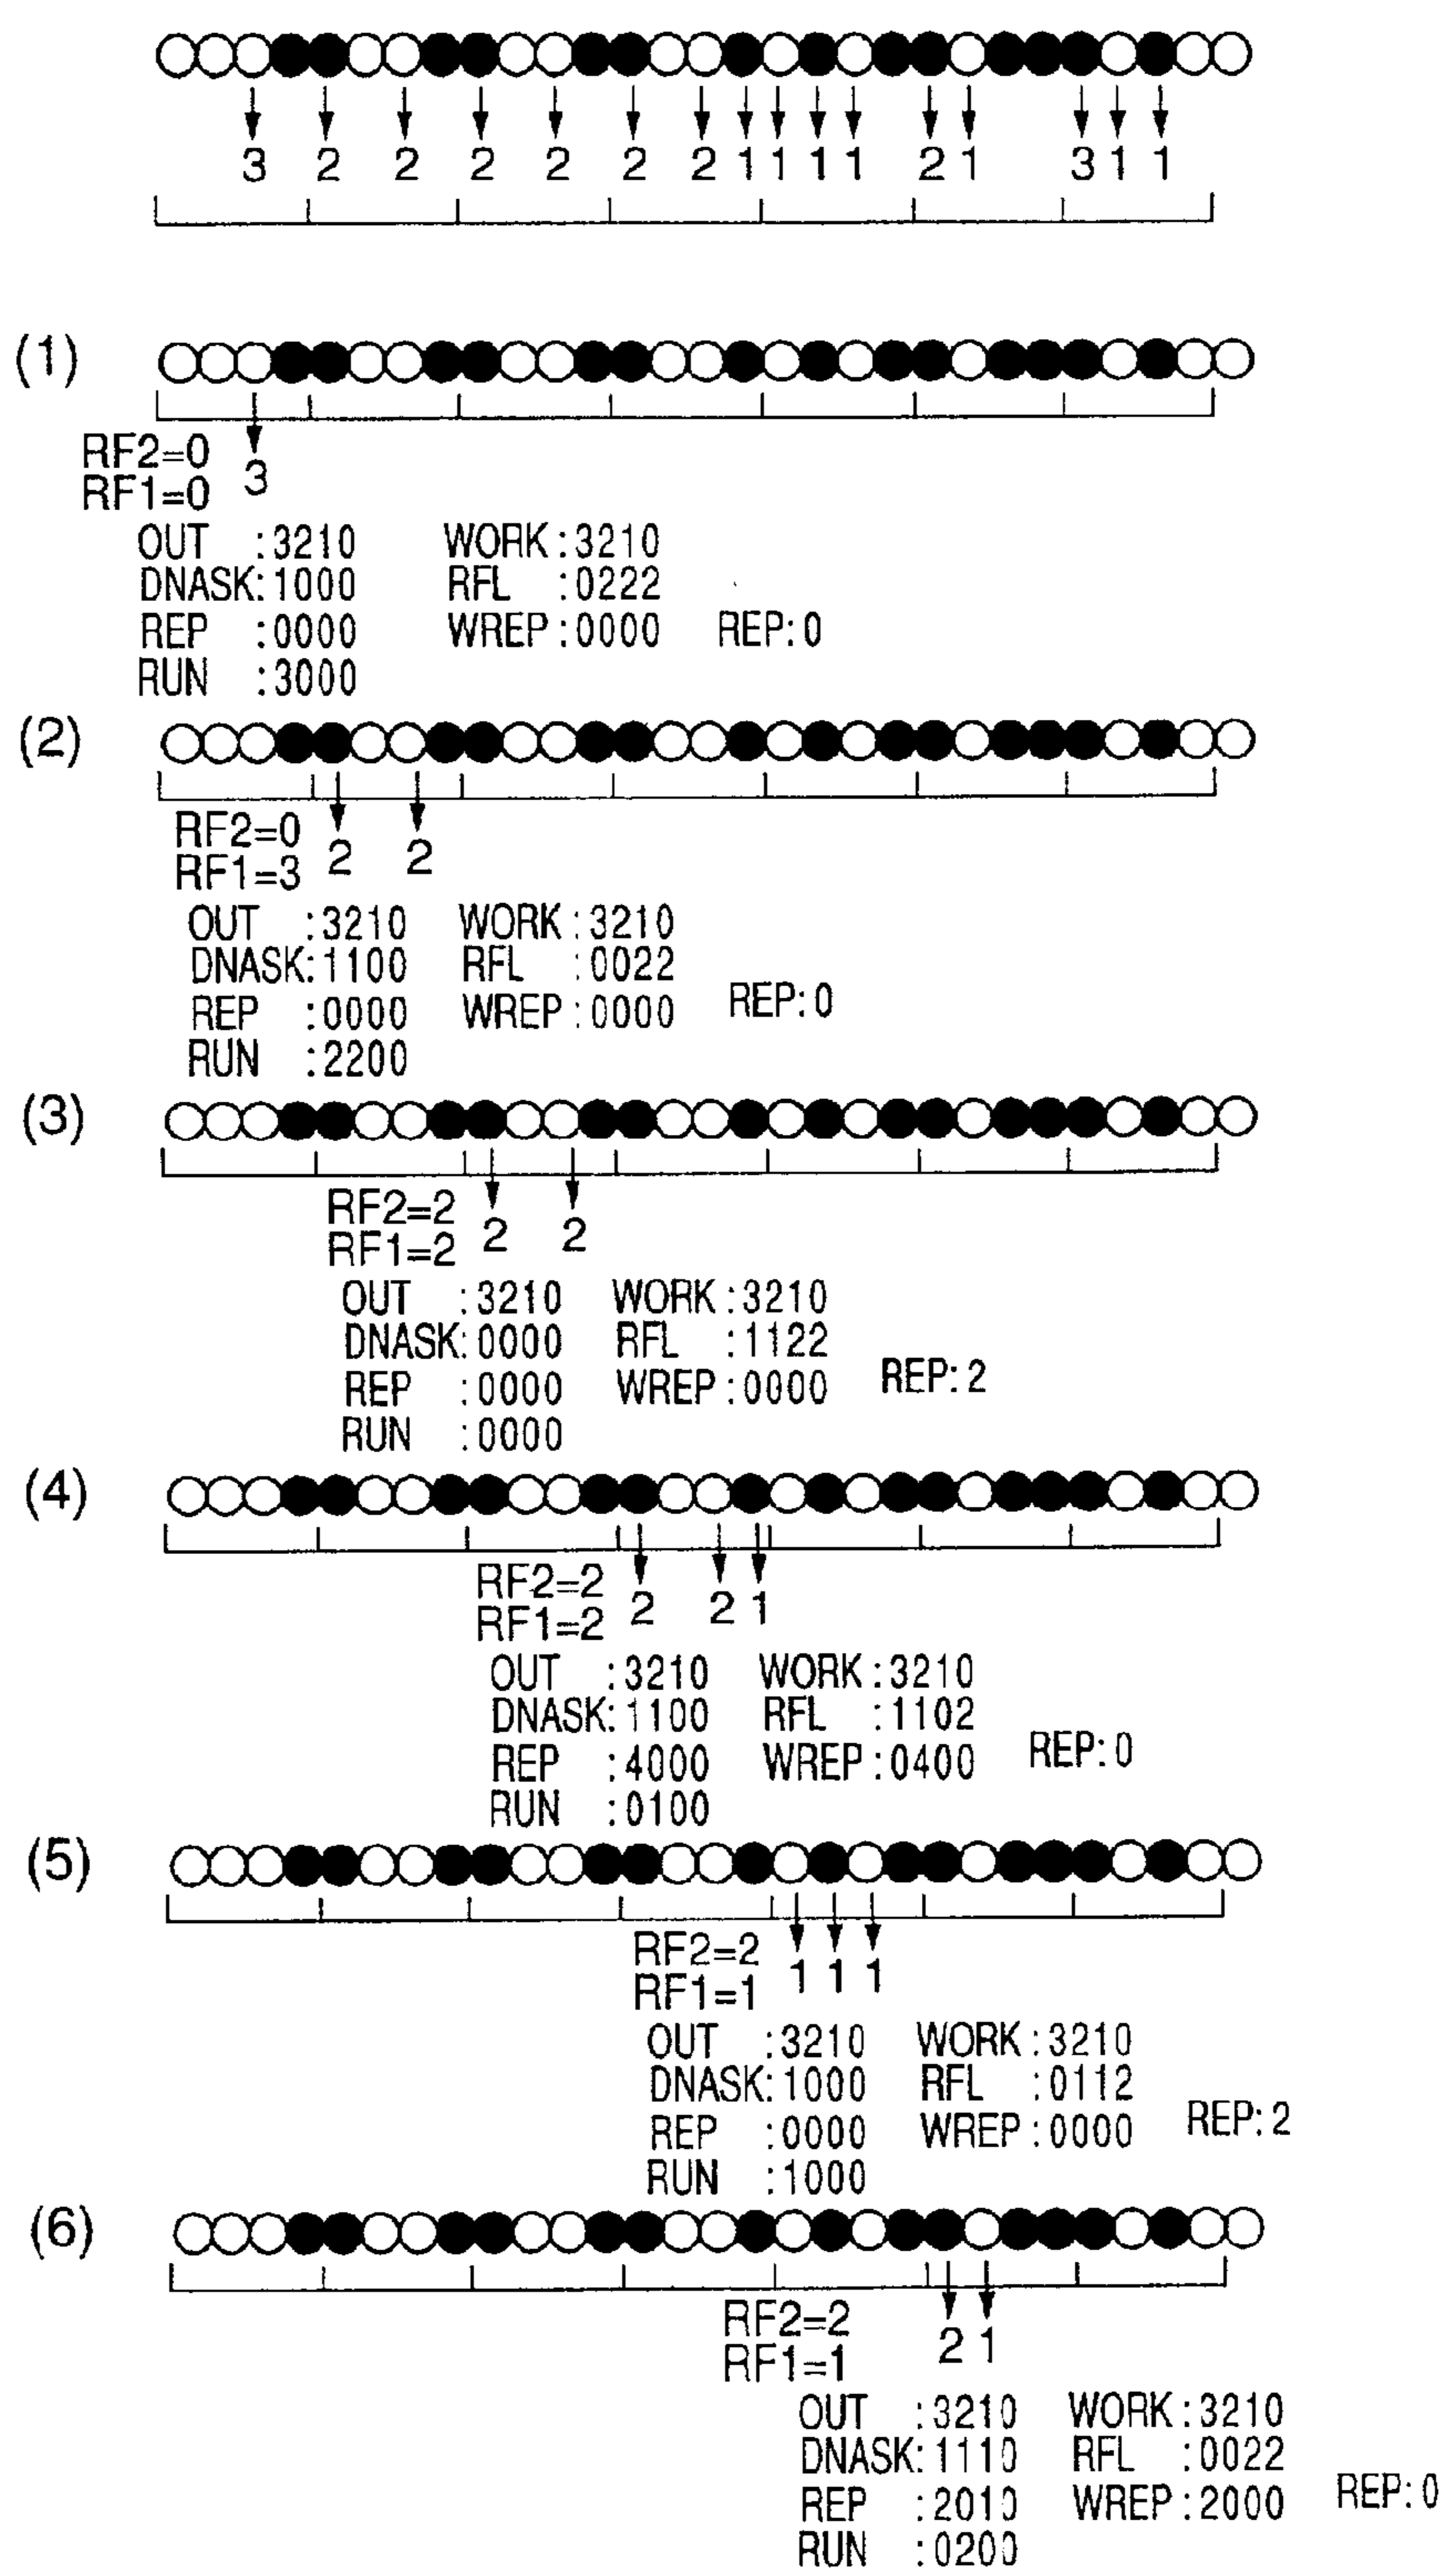 3 2 2 2 2 2 2 1 1 1 1 2 1 3 1 1
(1)
RF2=0
RF1=0 3
OUT :3210 WORK:3210
DNASK:1000 RFL :0222
REP :0000 WREP:0000 REP:0
RUN :3000
(2)
RF2=0
RF1=3 2 2
OUT :3210 WORK:3210
DNASK:1100 RFL :0022
REP :0000 WREP:0000 REP:0
RUN :2200
(3)
RF2=2
RF1=2 2 2
OUT :3210 WORK:3210
DNASK:0000 RFL :1122
REP :0000 WREP:0000 REP:2
RUN :0000
(4)
RF2=2
RF1=2 2 2 1
OUT :3210 WORK:3210
DNASK:1100 RFL :1102
REP :4000 WREP:0400 REP:0
RUN :0100
(5)
RF2=2
RF1=1 1 1 1
OUT :3210 WORK:3210
DNASK:1000 RFL :0112
REP :0000 WREP:0000 REP:2
RUN :1000
(6)
RF2=2
RF1=1 2 1
OUT :3210 WORK:3210
DNASK:1110 RFL :0022
REP :2010 WREP:2000 REP:0
RUN :0200